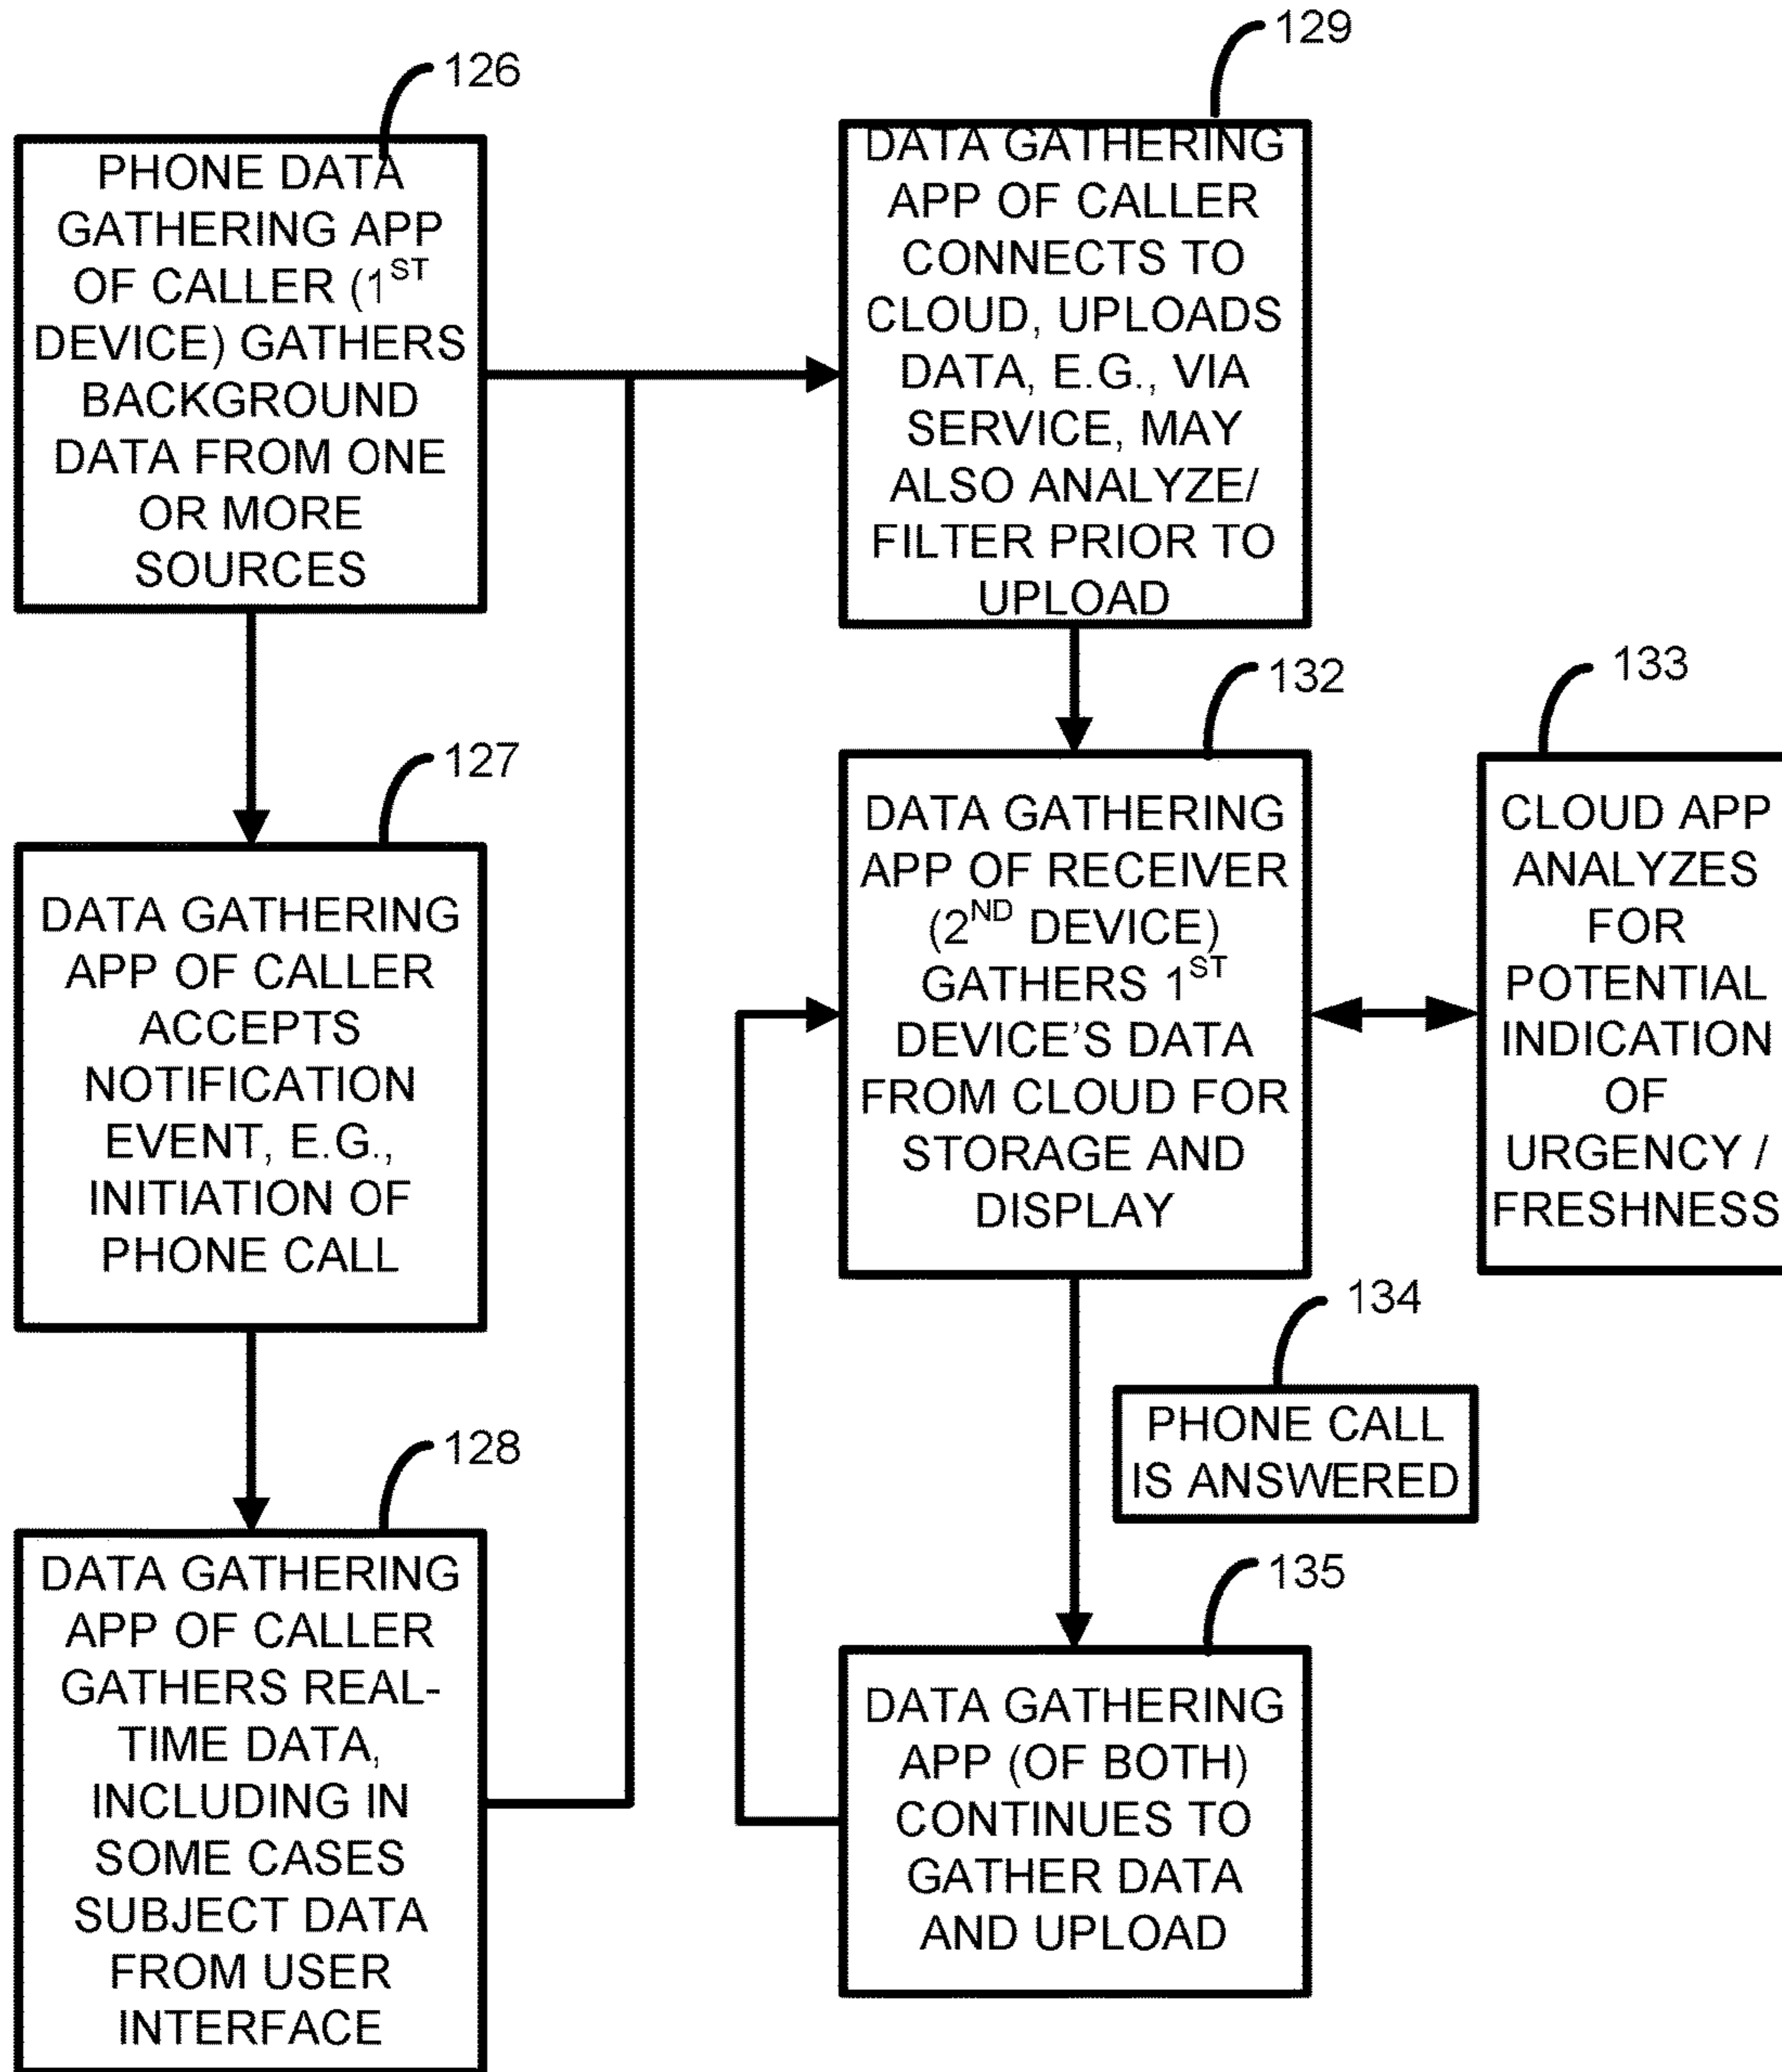 126
PHONE DATA
GATHERING APP
OF CALLER (1ST
DEVICE) GATHERS
BACKGROUND
DATA FROM ONE
OR MORE
SOURCES
127
DATA GATHERING
APP OF CALLER
ACCEPTS
NOTIFICATION
EVENT, E.G.,
INITIATION OF
PHONE CALL
128
DATA GATHERING
APP OF CALLER
GATHERS REAL-
TIME DATA,
INCLUDING IN
SOME CASES
SUBJECT DATA
FROM USER
INTERFACE
129
DATA GATHERING
APP OF CALLER
CONNECTS TO
CLOUD, UPLOADS
DATA, E.G., VIA
SERVICE, MAY
ALSO ANALYZE/
FILTER PRIOR TO
UPLOAD
132
DATA GATHERING
APP OF RECEIVER
(2ND DEVICE)
GATHERS 1ST
DEVICE'S DATA
FROM CLOUD FOR
STORAGE AND
DISPLAY
133
CLOUD APP
ANALYZES
FOR
POTENTIAL
INDICATION
OF
URGENCY /
FRESHNESS
134
PHONE CALL
IS ANSWERED
135
DATA GATHERING
APP (OF BOTH)
CONTINUES TO
GATHER DATA
AND UPLOAD